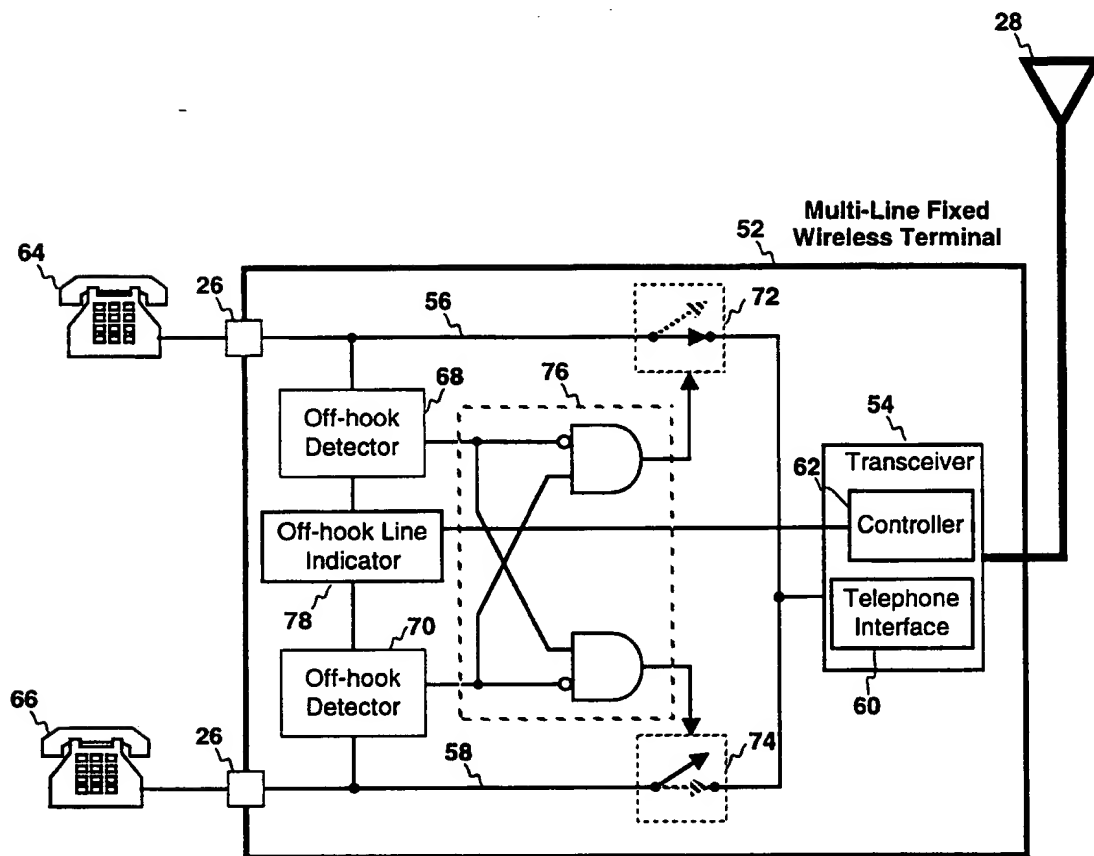 28
Multi-Line Fixed
Wireless Terminal
52
64
26
56
72
68
76
Off-hook
Detector
54
Transceiver
62
Controller
Off-hook Line
Indicator
78
70
Telephone
Interface
60
Off-hook
Detector
66
26
58
74